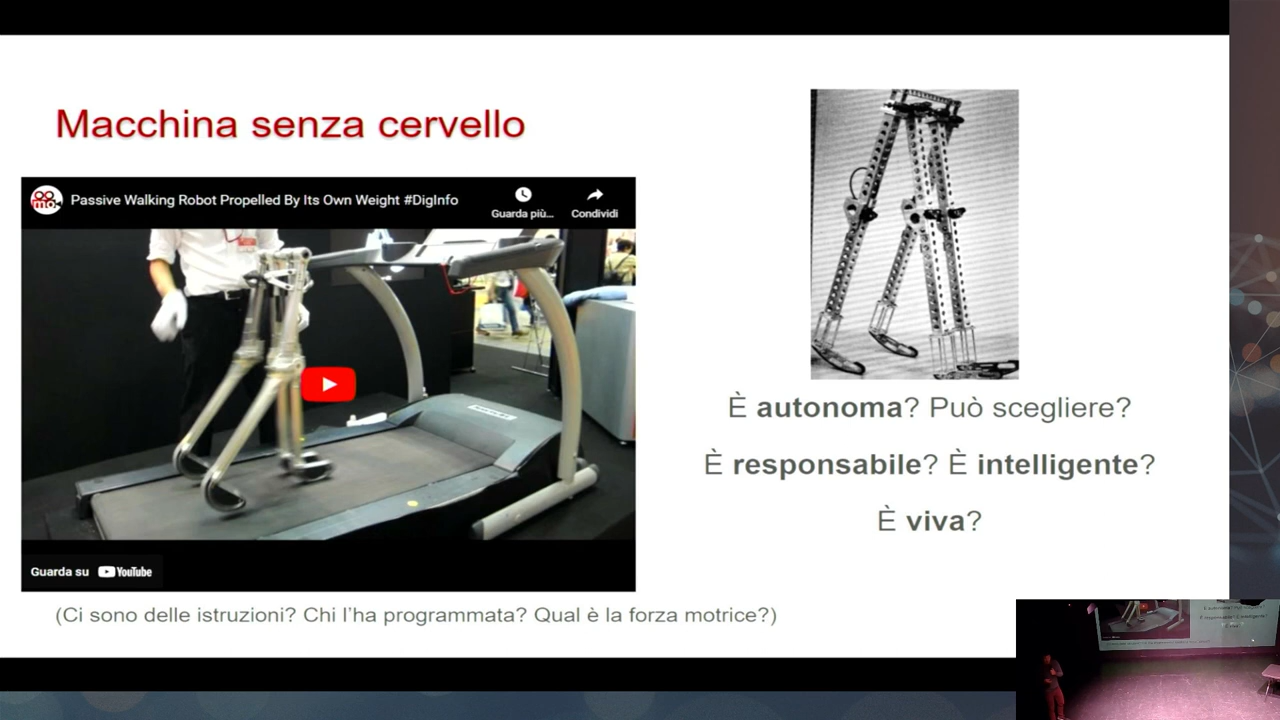 Macchina senza cervello
Passive Walking Robot Propelled By Its Own Weight #DigInfo
Guarda più...
Condividi
Guarda su YouTube
È autonoma? Può scegliere?
È responsabile? È intelligente?
È viva?
(Ci sono delle istruzioni? Chi l'ha programmata? Qual è la forza motrice?)